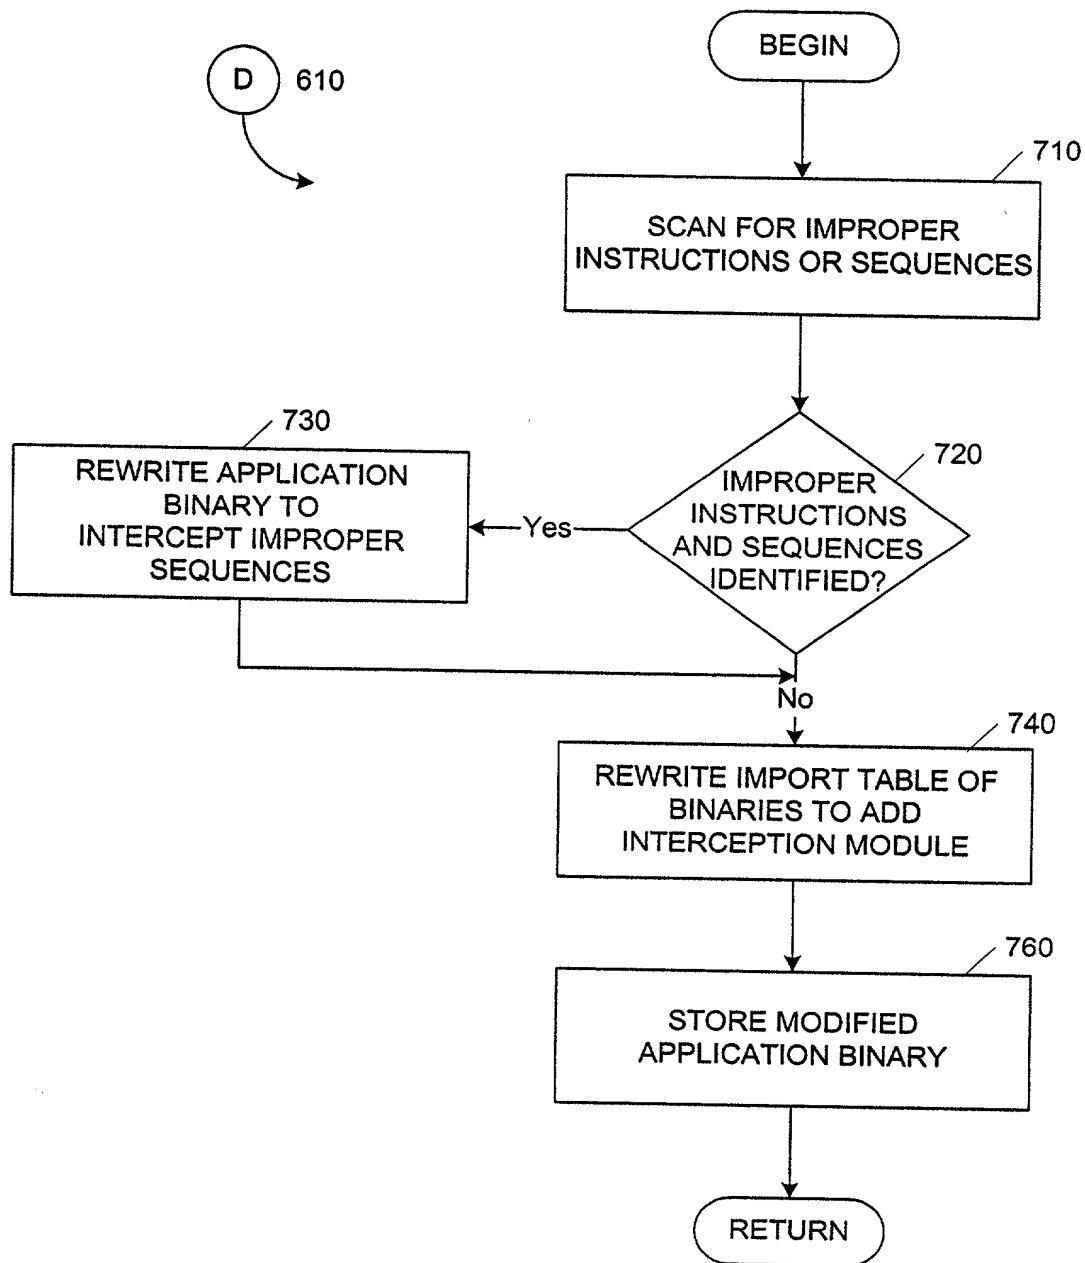 D 610
BEGIN
710
SCAN FOR IMPROPER
INSTRUCTIONS OR SEQUENCES
720
IMPROPER
INSTRUCTIONS
AND SEQUENCES
IDENTIFIED?
Yes
730
REWRITE APPLICATION
BINARY TO
INTERCEPT IMPROPER
SEQUENCES
No
740
REWRITE IMPORT TABLE OF
BINARIES TO ADD
INTERCEPTION MODULE
760
STORE MODIFIED
APPLICATION BINARY
RETURN